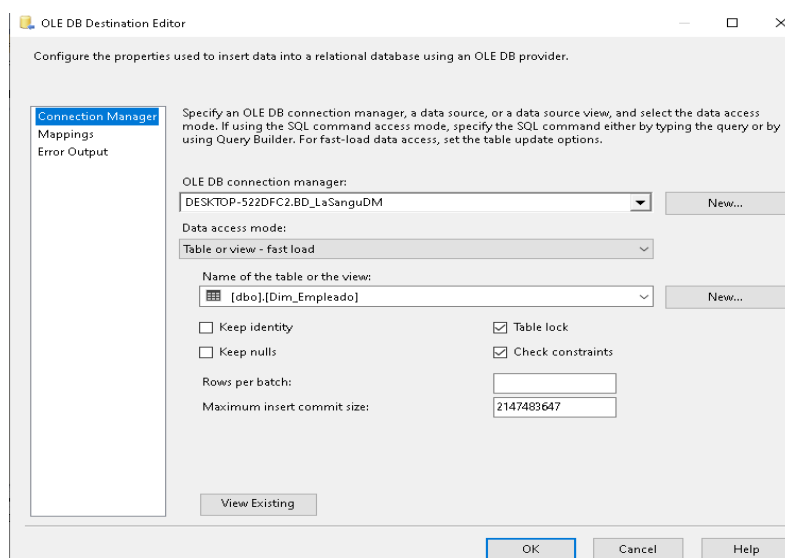 OLE DB Destination Editor
Configure the properties used to insert data into a relational database using an OLE DB provider.
Connection Manager
Mappings
Error Output
Specify an OLE DB connection manager, a data source, or a data source view, and select the data access
mode. If using the SQL command access mode, specify the SQL command either by typing the query or by
using Query Builder. For fast-load data access, set the table update options.
OLE DB connection manager:
DESKTOP-522DFC2.BD_LaSanguDM
New...
Data access mode:
Table or view - fast load
Name of the table or the view:
[dbo].[Dim_Empleado]
New...
Keep identity
Table lock
Keep nulls
Check constraints
Rows per batch:
Maximum insert commit size:
2147483647
View Existing
OK
Cancel
Help